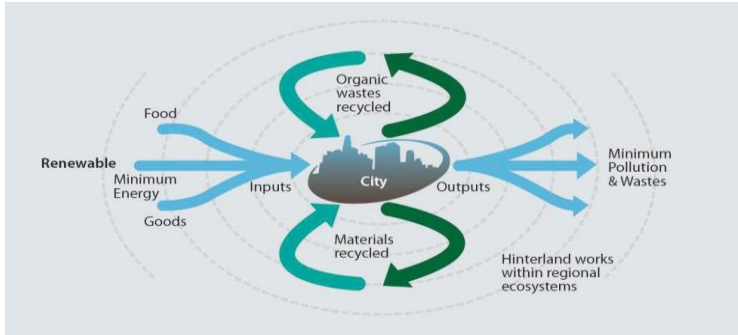 Organic
wastes
recycled
Food
Renewable
Minimum
Energy
Goods
Inputs
City
Outputs
Minimum
Pollution
& Wastes
Materials
recycled
Hinterland works
within regional
ecosystems